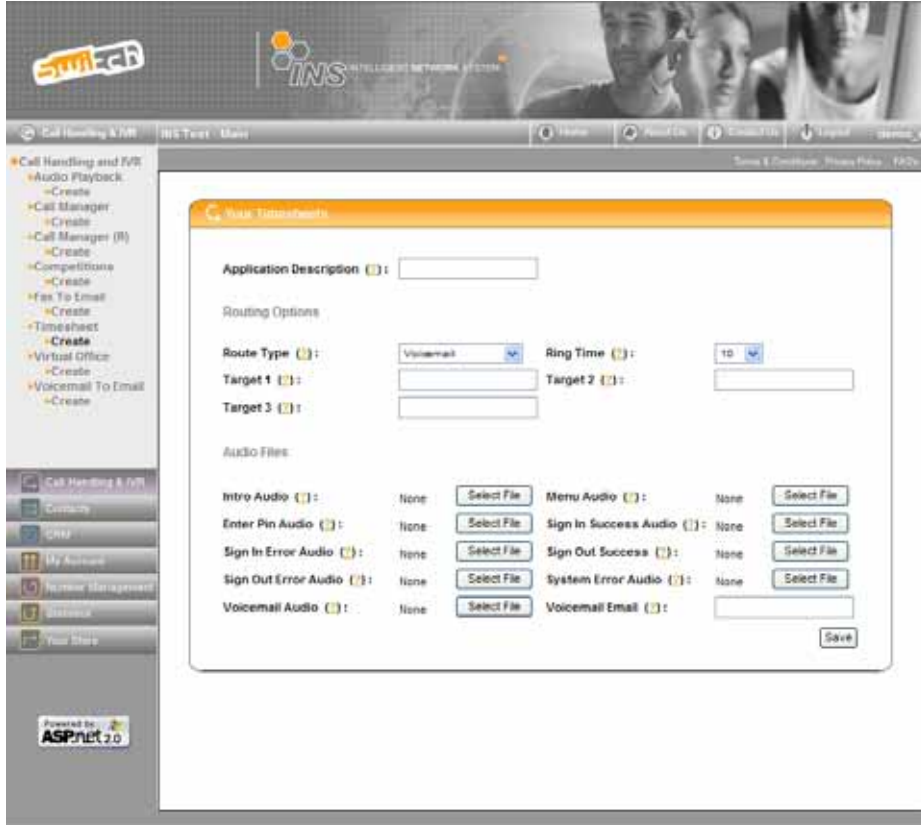 switch
INS INTELLIGENT NETWORK SYSTEM
Call Handling & IVR
INS Test - Main
Home
About Us
Contact Us
Logout
Terms & Conditions Privacy Policy FAQs
Call Handling and IVR
Audio Playback
Create
Call Manager
Create
Call Manager (R)
Create
Competitions
Create
Fax To Email
Create
Timesheet
Create
Virtual Office
Create
Voicemail To Email
Create
Call Handling & IVR
Contacts
CRM
My Account
Number Management
Statistics
Your Store
Powered by
ASP.net 2.0
Your Timesheets
Application Description (?) :
Routing Options
Route Type (?) : Voicemail Ring Time (?) : 10
Target 1 (?) : Target 2 (?) :
Target 3 (?) :
Audio Files
Intro Audio (?) : None Select File Menu Audio (?) : None Select File
Enter Pin Audio (?) : None Select File Sign In Success Audio (?) : None Select File
Sign In Error Audio (?) : None Select File Sign Out Success (?) : None Select File
Sign Out Error Audio (?) : None Select File System Error Audio (?) : None Select File
Voicemail Audio (?) : None Select File Voicemail Email (?) :
Save